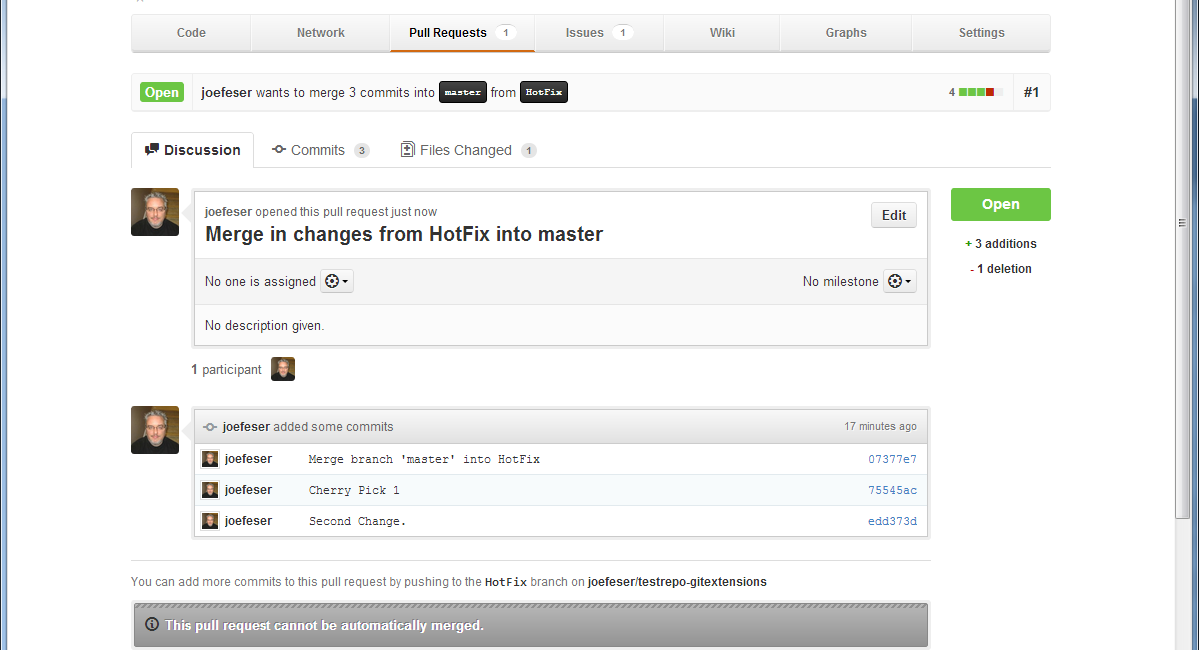 Code Network Pull Requests 1 Issues 1 Wiki Graphs Settings
Open joefeser wants to merge 3 commits into master from HotFix 4 #1
Discussion Commits 3 Files Changed 1
joefeser opened this pull request just now
Merge in changes from HotFix into master
Edit
Open
+ 3 additions
- 1 deletion
No one is assigned No milestone
No description given.
1 participant
joefeser added some commits 17 minutes ago
joefeser Merge branch 'master' into HotFix 07377e7
joefeser Cherry Pick 1 75545ac
joefeser Second Change. edd373d
You can add more commits to this pull request by pushing to the HotFix branch on joefeser/testrepo-gitextensions
This pull request cannot be automatically merged.